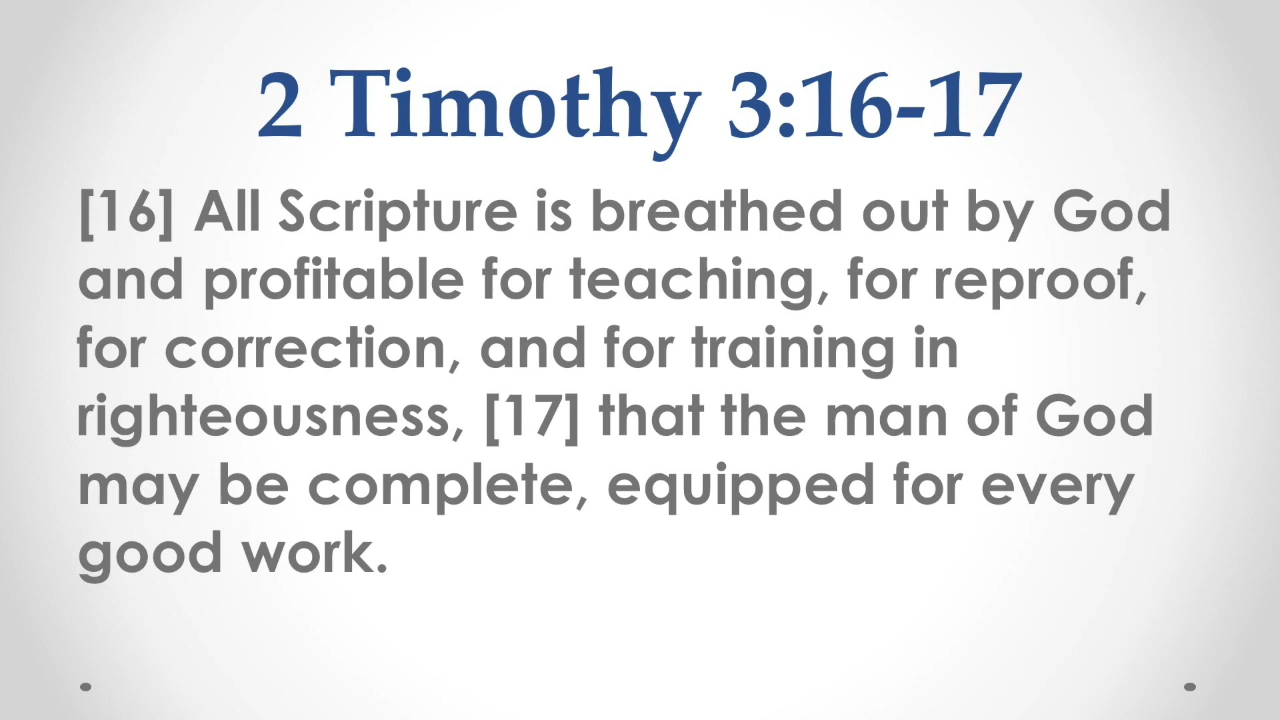 2 Timothy 3:16-17
[16] All Scripture is breathed out by God
and profitable for teaching, for reproof,
for correction, and for training in
righteousness, [17] that the man of God
may be complete, equipped for every
good work.